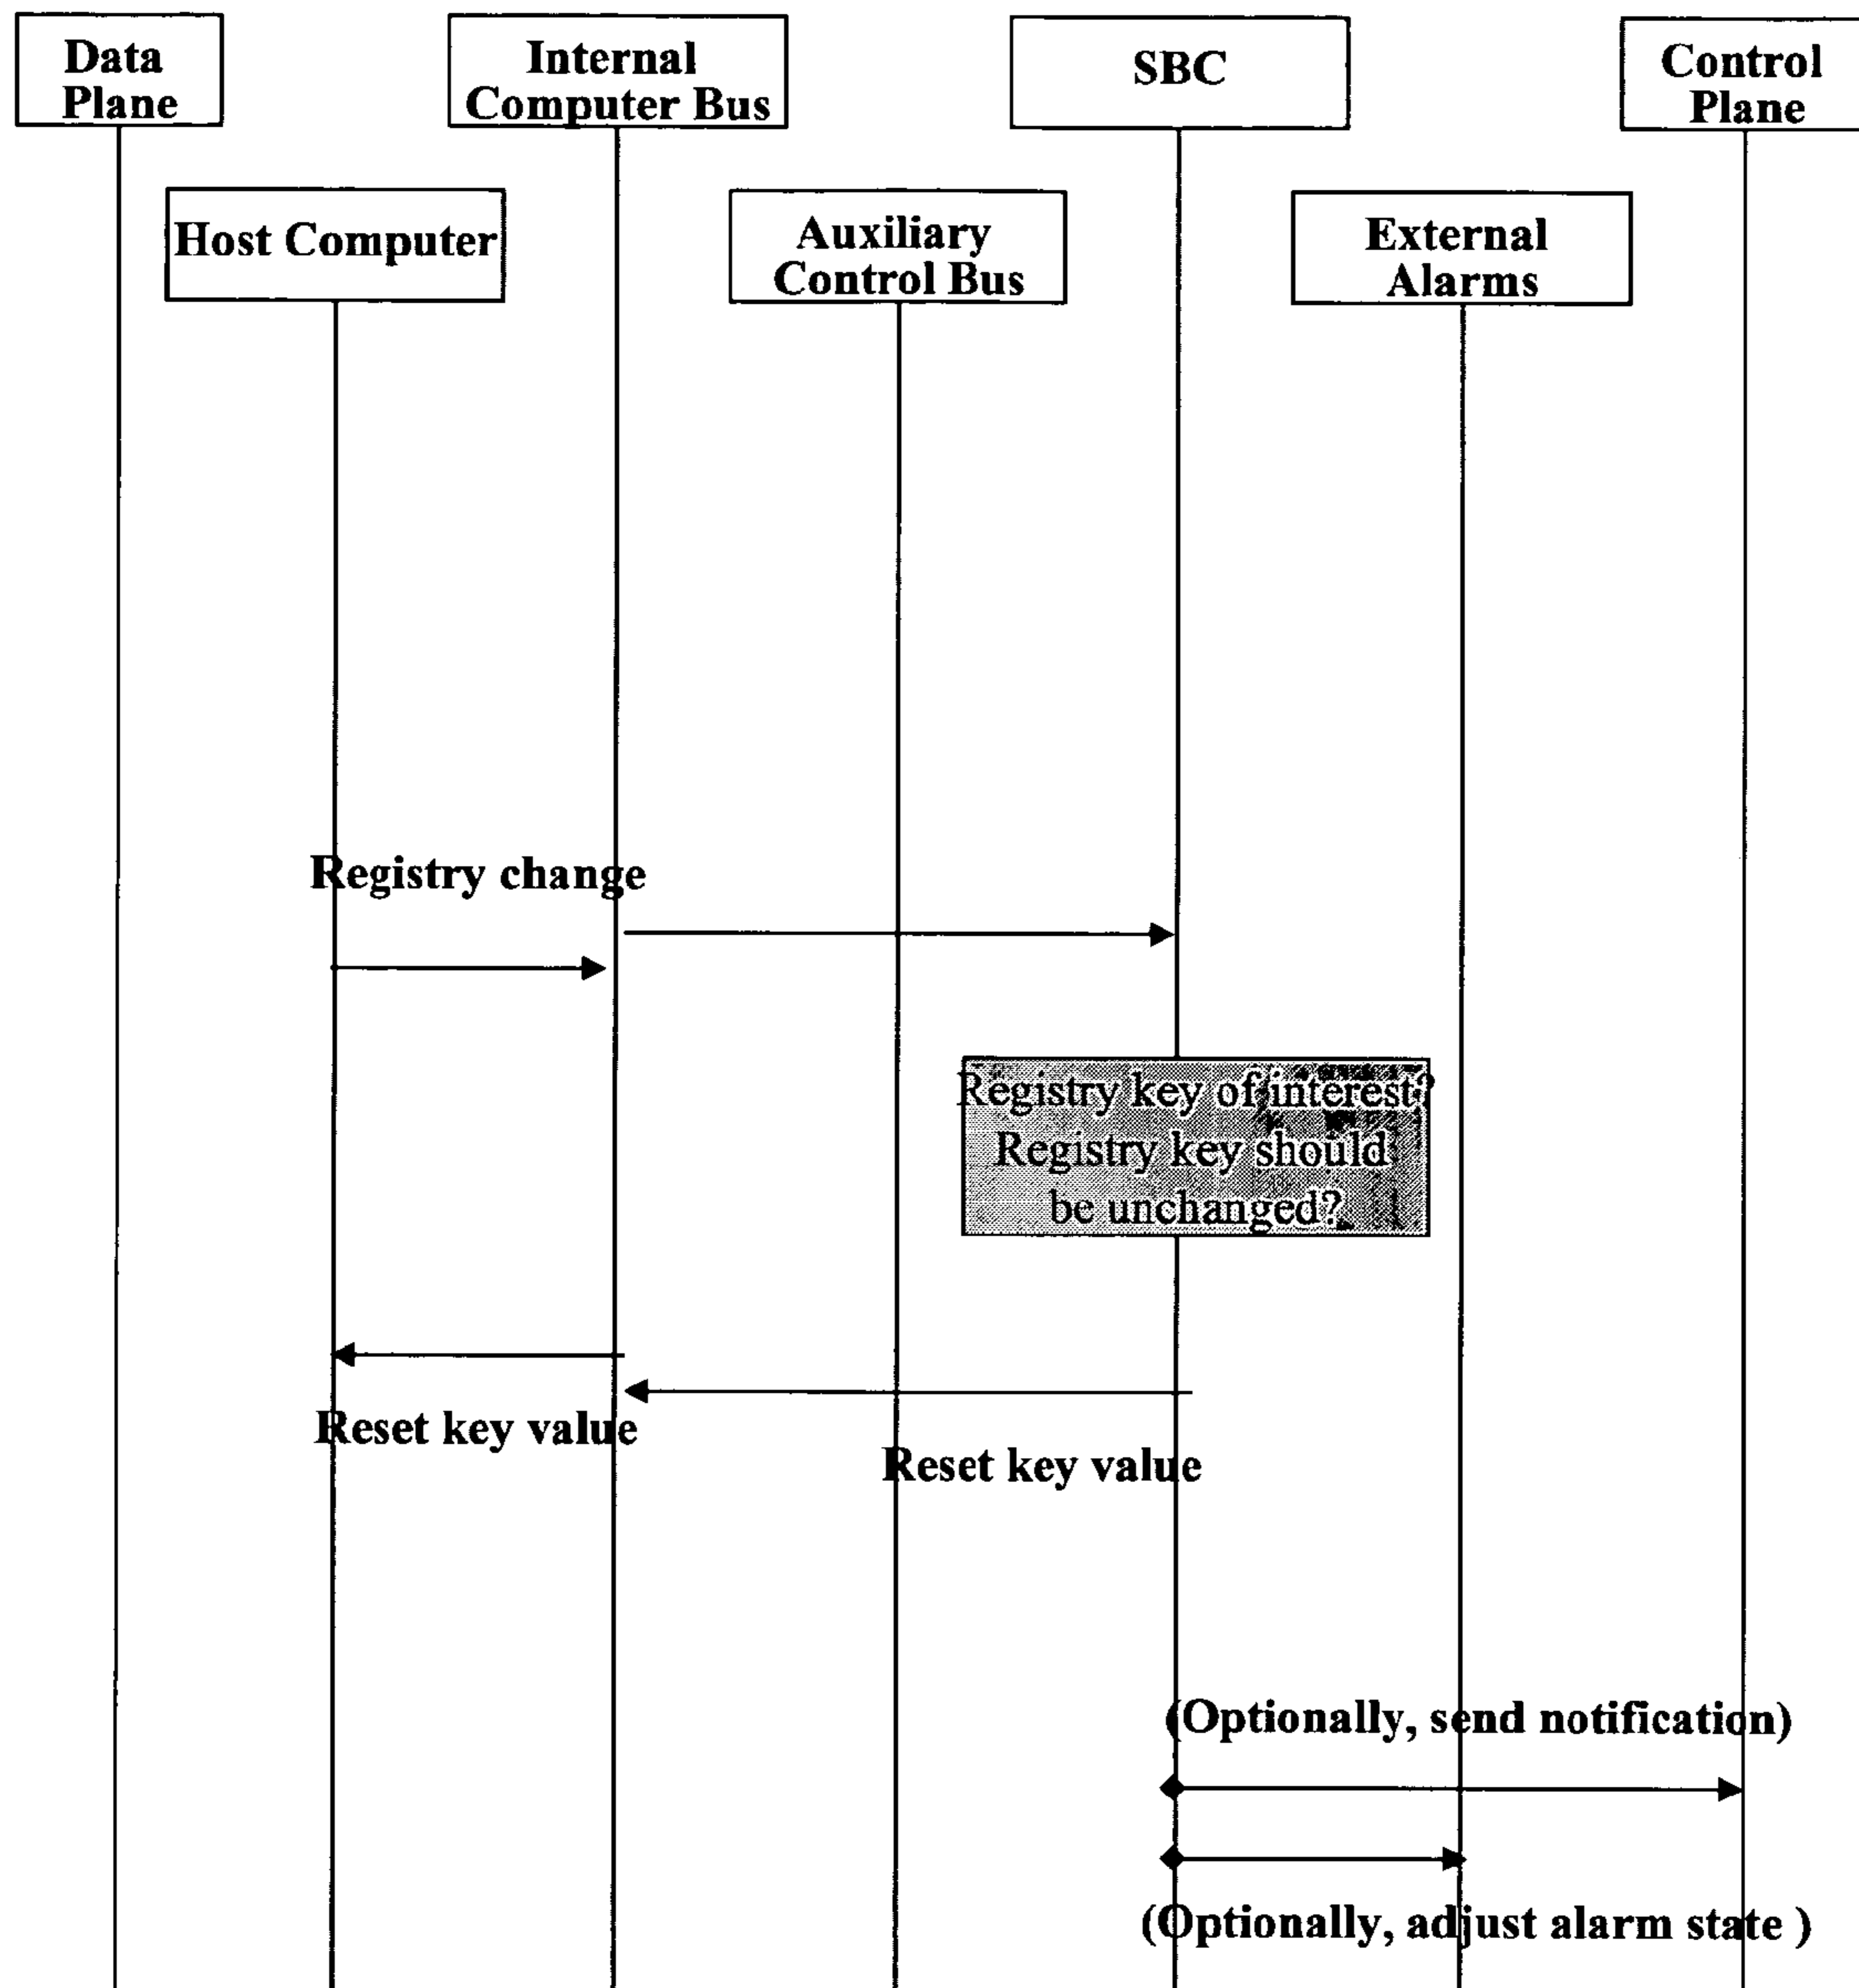 Data
Plane
Internal
Computer Bus
SBC
Control
Plane
Host Computer
Auxiliary
Control Bus
External
Alarms
Registry change
Registry key of interest?
Registry key should
be unchanged?
Reset key value
Reset key value
(Optionally, send notification)
(Optionally, adjust alarm state )